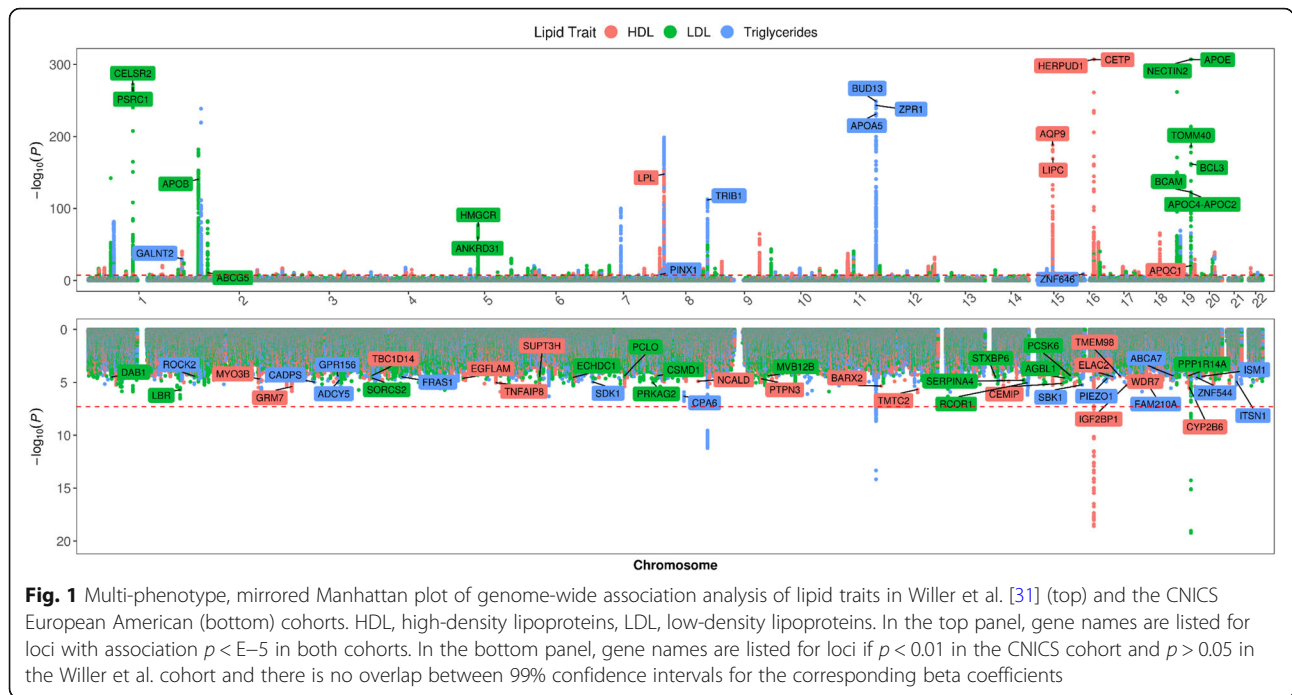 Lipid Trait HDL LDL Triglycerides
300
200
100
0
−log10(P)
CELSR2
PSRC1
APOB
GALNT2
ABCG5
HMGCR
ANKRD31
LPL
TRIB1
PINX1
BUD13
ZPR1
APOA5
AQP9
LIPC
ZNF646
HERPUD1
CETP
NECTIN2
APOE
TOMM40
BCL3
BCAM
APOC4-APOC2
APOC1
1 2 3 4 5 6 7 8 9 10 11 12 13 14 15 16 17 18 19 20 21 22
0
5
10
15
20
−log10(P)
DAB1
LBR
ROCK2
MYO3B
GRM7
CADPS
GPR156
ADCY5
TBC1D14
SORCS2
FRAS1
EGFLAM
SUPT3H
TNFAIP8
ECHDC1
SDK1
PCLO
PRKAG2
CSMD1
CPA6
NCALD
MVB12B
PTPN3
BARX2
TMTC2
STXBP6
SERPINA4
RCOR1
PCSK6
AGBL1
CEMIP
TMEM98
ELAC2
SBK1
PIEZO1
IGF2BP1
ABCA7
WDR7
FAM210A
PPP1R14A
ZNF544
CYP2B6
ISM1
ITSN1
Chromosome
Fig. 1 Multi-phenotype, mirrored Manhattan plot of genome-wide association analysis of lipid traits in Willer et al. [31] (top) and the CNICS
European American (bottom) cohorts. HDL, high-density lipoproteins, LDL, low-density lipoproteins. In the top panel, gene names are listed for
loci with association p < E−5 in both cohorts. In the bottom panel, gene names are listed for loci if p < 0.01 in the CNICS cohort and p > 0.05 in
the Willer et al. cohort and there is no overlap between 99% confidence intervals for the corresponding beta coefficients